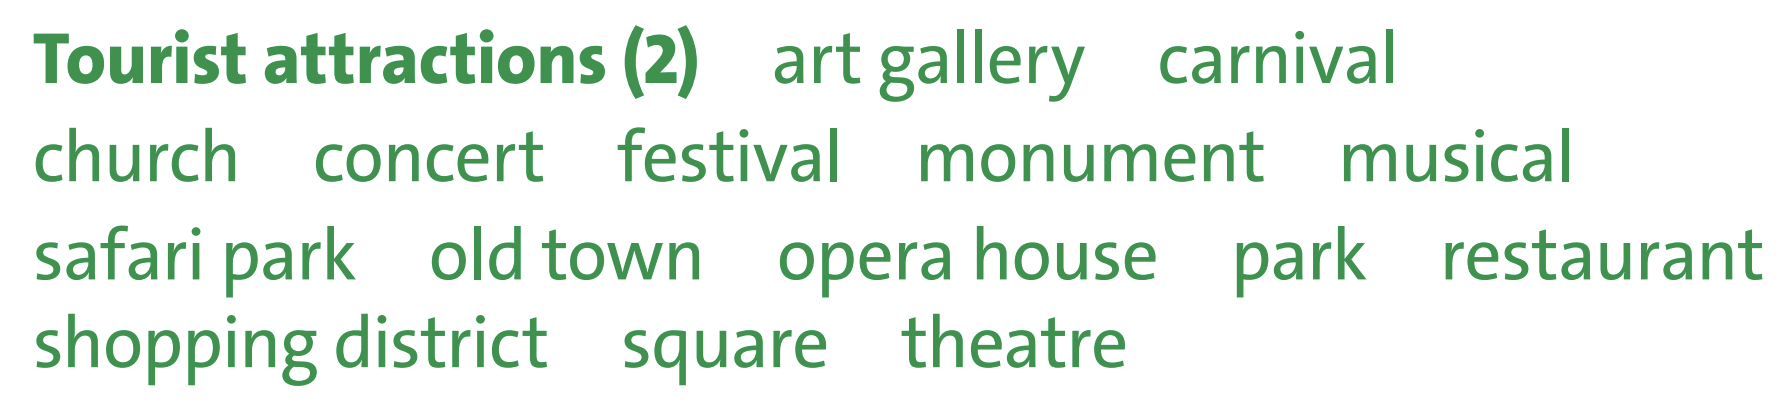 Tourist attractions (2) art gallery carnival
church concert festival monument musical
safari park old town opera house park restaurant
shopping district square theatre